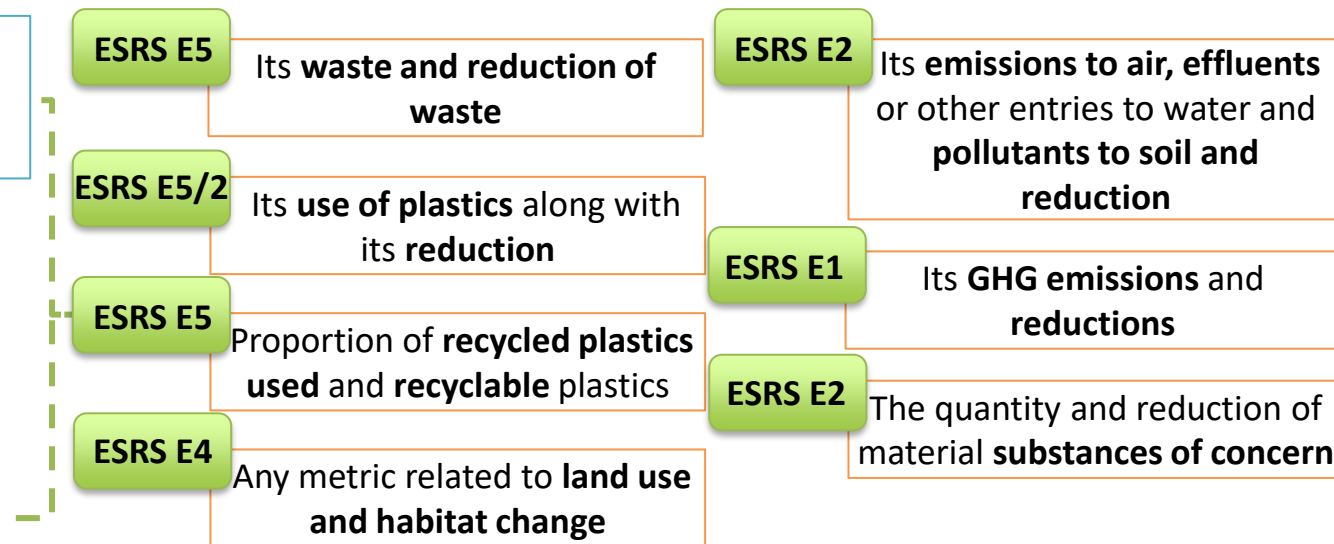 ESRS E5
Its waste and reduction of
waste
ESRS E5/2
Its use of plastics along with
its reduction
ESRS E5
Proportion of recycled plastics
used and recyclable plastics
ESRS E4
Any metric related to land use
and habitat change
ESRS E2
Its emissions to air, effluents
or other entries to water and
pollutants to soil and
reduction
ESRS E1
Its GHG emissions and
reductions
ESRS E2
The quantity and reduction of
material substances of concern